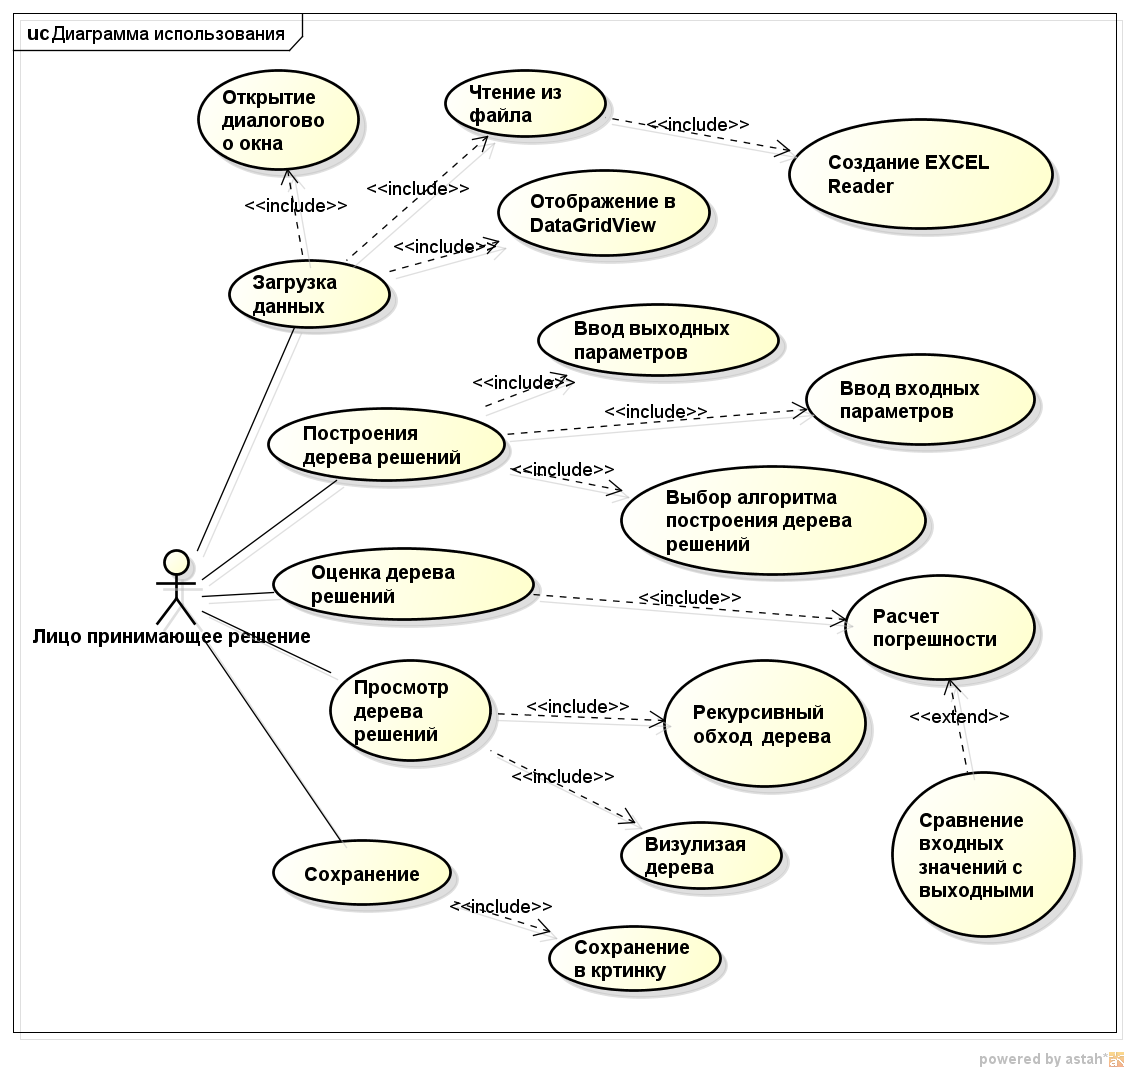 uc Диаграмма использования
Открытие
диалогово
о окна
Чтение из
файла
<<include>>
Создание EXCEL
Reader
<<include>>
<<include>>
Отображение в
DataGridView
<<include>>
Загрузка
данных
Ввод выходных
параметров
<<include>>
Ввод входных
параметров
<<include>>
Построения
дерева решений
<<include>>
Выбор алгоритма
построения дерева
решений
Оценка дерева
решений
<<include>>
Расчет
погрешности
Лицо принимающее решение
Просмотр
дерева
решений
<<include>>
Рекурсивный
обход  дерева
<<extend>>
<<include>>
Сравнение
входных
значений с
выходными
Визулизая
дерева
Сохранение
<<include>>
Сохранение
в кртинку
powered by astah*